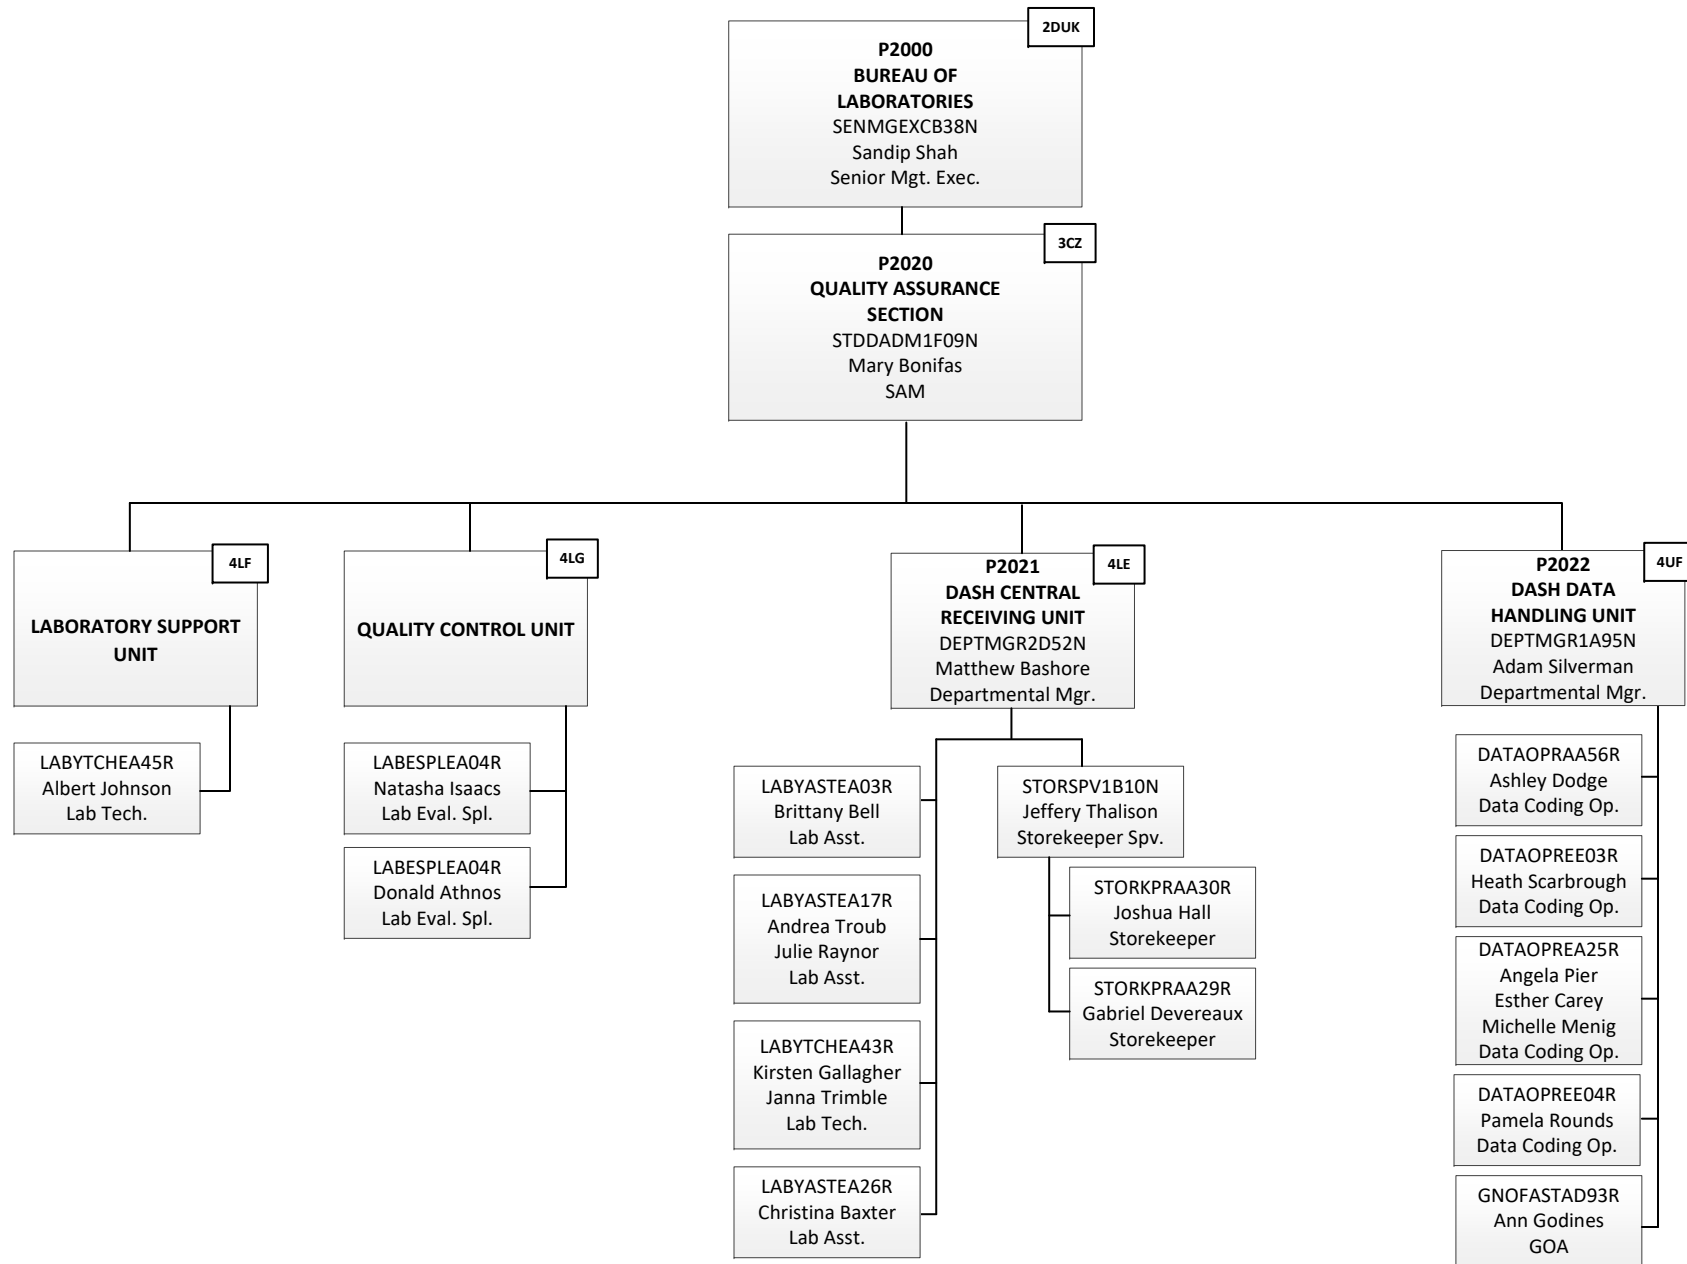 2DUK
P2000
BUREAU OF
LABORATORIES
SENMGEXCB38N
Sandip Shah
Senior Mgt. Exec.
3CZ
P2020
QUALITY ASSURANCE
SECTION
STDDADM1F09N
Mary Bonifas
SAM
4LF
LABORATORY SUPPORT
UNIT
LABYTCHEA45R
Albert Johnson
Lab Tech.
4LG
QUALITY CONTROL UNIT
LABESPLEA04R
Natasha Isaacs
Lab Eval. Spl.
LABESPLEA04R
Donald Athnos
Lab Eval. Spl.
4LE
P2021
DASH CENTRAL
RECEIVING UNIT
DEPTMGR2D52N
Matthew Bashore
Departmental Mgr.
LABYASTEA03R
Brittany Bell
Lab Asst.
LABYASTEA17R
Andrea Troub
Julie Raynor
Lab Asst.
LABYTCHEA43R
Kirsten Gallagher
Janna Trimble
Lab Tech.
LABYASTEA26R
Christina Baxter
Lab Asst.
STORSPV1B10N
Jeffery Thalison
Storekeeper Spv.
STORKPRAA30R
Joshua Hall
Storekeeper
STORKPRAA29R
Gabriel Devereaux
Storekeeper
4UF
P2022
DASH DATA
HANDLING UNIT
DEPTMGR1A95N
Adam Silverman
Departmental Mgr.
DATAOPRAA56R
Ashley Dodge
Data Coding Op.
DATAOPREE03R
Heath Scarbrough
Data Coding Op.
DATAOPREA25R
Angela Pier
Esther Carey
Michelle Menig
Data Coding Op.
DATAOPREE04R
Pamela Rounds
Data Coding Op.
GNOFASTAD93R
Ann Godines
GOA